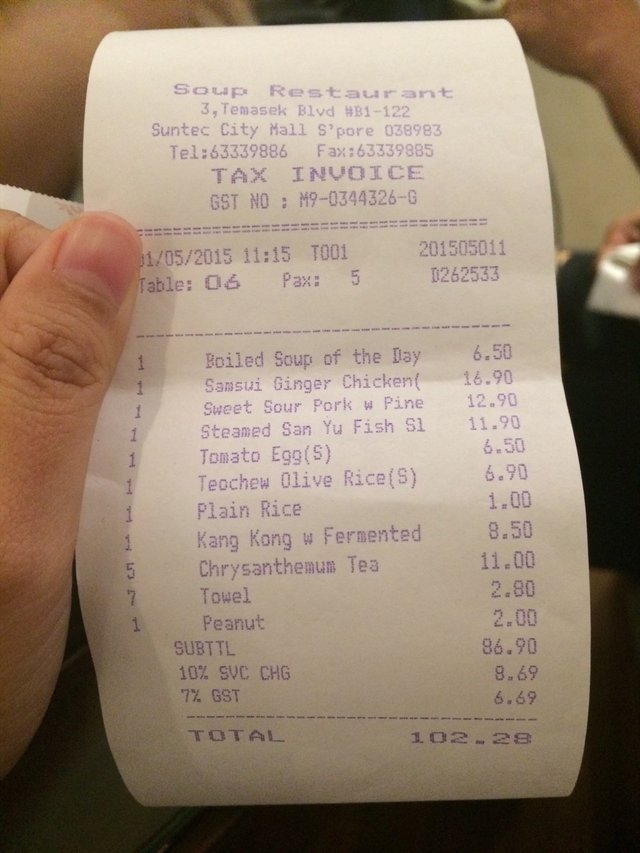 Soup Restaurant
3,Temasek Blvd #B1-122
Suntec City Mall S'pore 038983
Tel:63339886 Fax:63339885
TAX INVOICE
GST NO : M9-0344326-G
01/05/2015 11:15 T001 201505011
Table: 06 Pax: 5 D262533
1 Boiled Soup of the Day 6.50
1 Samsui Ginger Chicken( 16.90
1 Sweet Sour Pork w Pine 12.90
1 Steamed San Yu Fish Sl 11.90
1 Tomato Egg(S) 6.50
1 Teochew Olive Rice(S) 6.90
1 Plain Rice 1.00
1 Kang Kong w Fermented 8.50
5 Chrysanthemum Tea 11.00
7 Towel 2.80
1 Peanut 2.00
SUBTTL 86.90
10% SVC CHG 8.69
7% GST 6.69
TOTAL 102.28